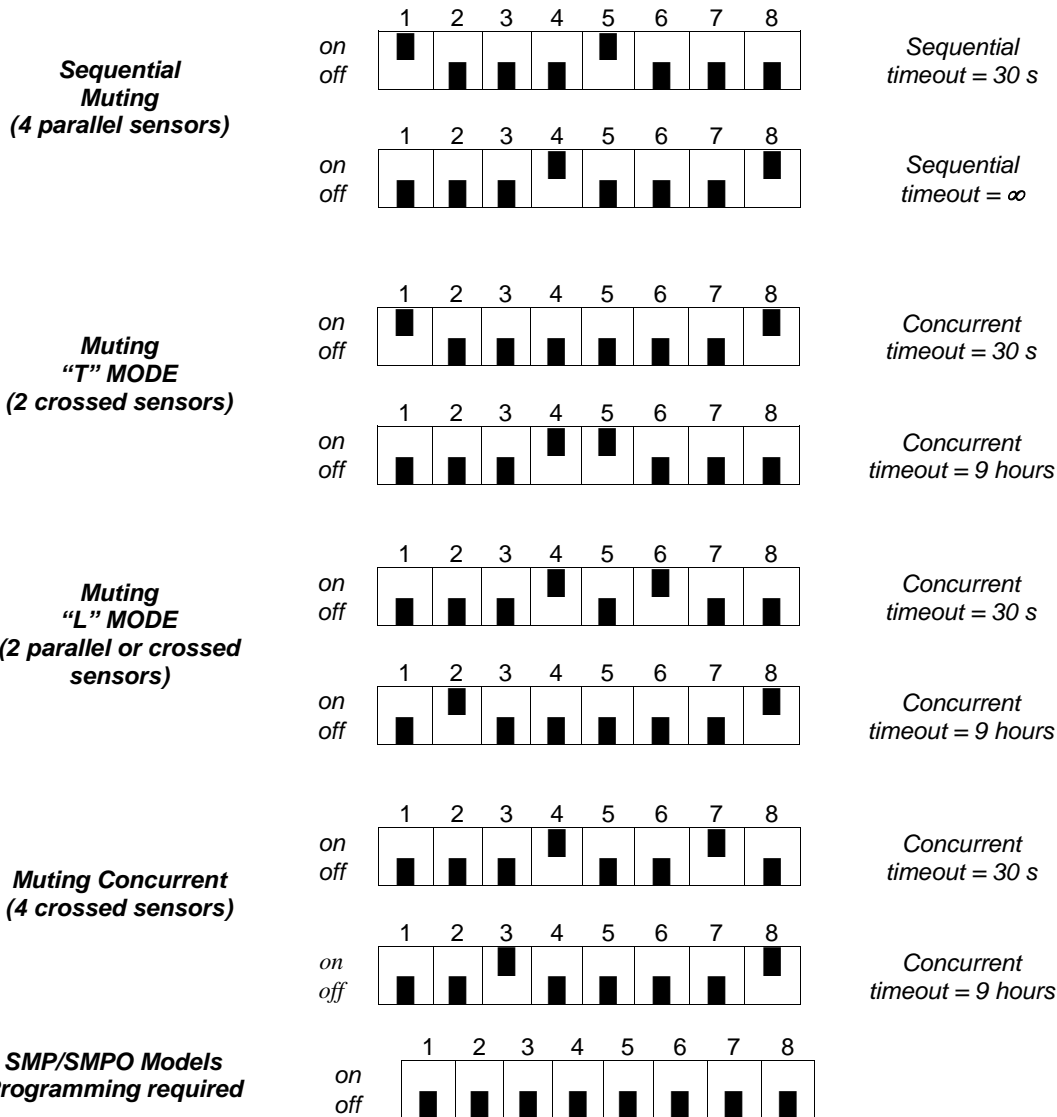 1 2 3 4 5 6 7 8
on
off
Sequential
Muting
(4 parallel sensors)
Sequential
timeout = 30 s
1 2 3 4 5 6 7 8
on
off
Sequential
timeout = ∞
1 2 3 4 5 6 7 8
on
off
Muting
“T” MODE
(2 crossed sensors)
Concurrent
timeout = 30 s
1 2 3 4 5 6 7 8
on
off
Concurrent
timeout = 9 hours
1 2 3 4 5 6 7 8
on
off
Muting
“L” MODE
(2 parallel or crossed
sensors)
Concurrent
timeout = 30 s
1 2 3 4 5 6 7 8
on
off
Concurrent
timeout = 9 hours
1 2 3 4 5 6 7 8
on
off
Muting Concurrent
(4 crossed sensors)
Concurrent
timeout = 30 s
1 2 3 4 5 6 7 8
on
off
Concurrent
timeout = 9 hours
1 2 3 4 5 6 7 8
on
off
SMP/SMPO Models
Programming required